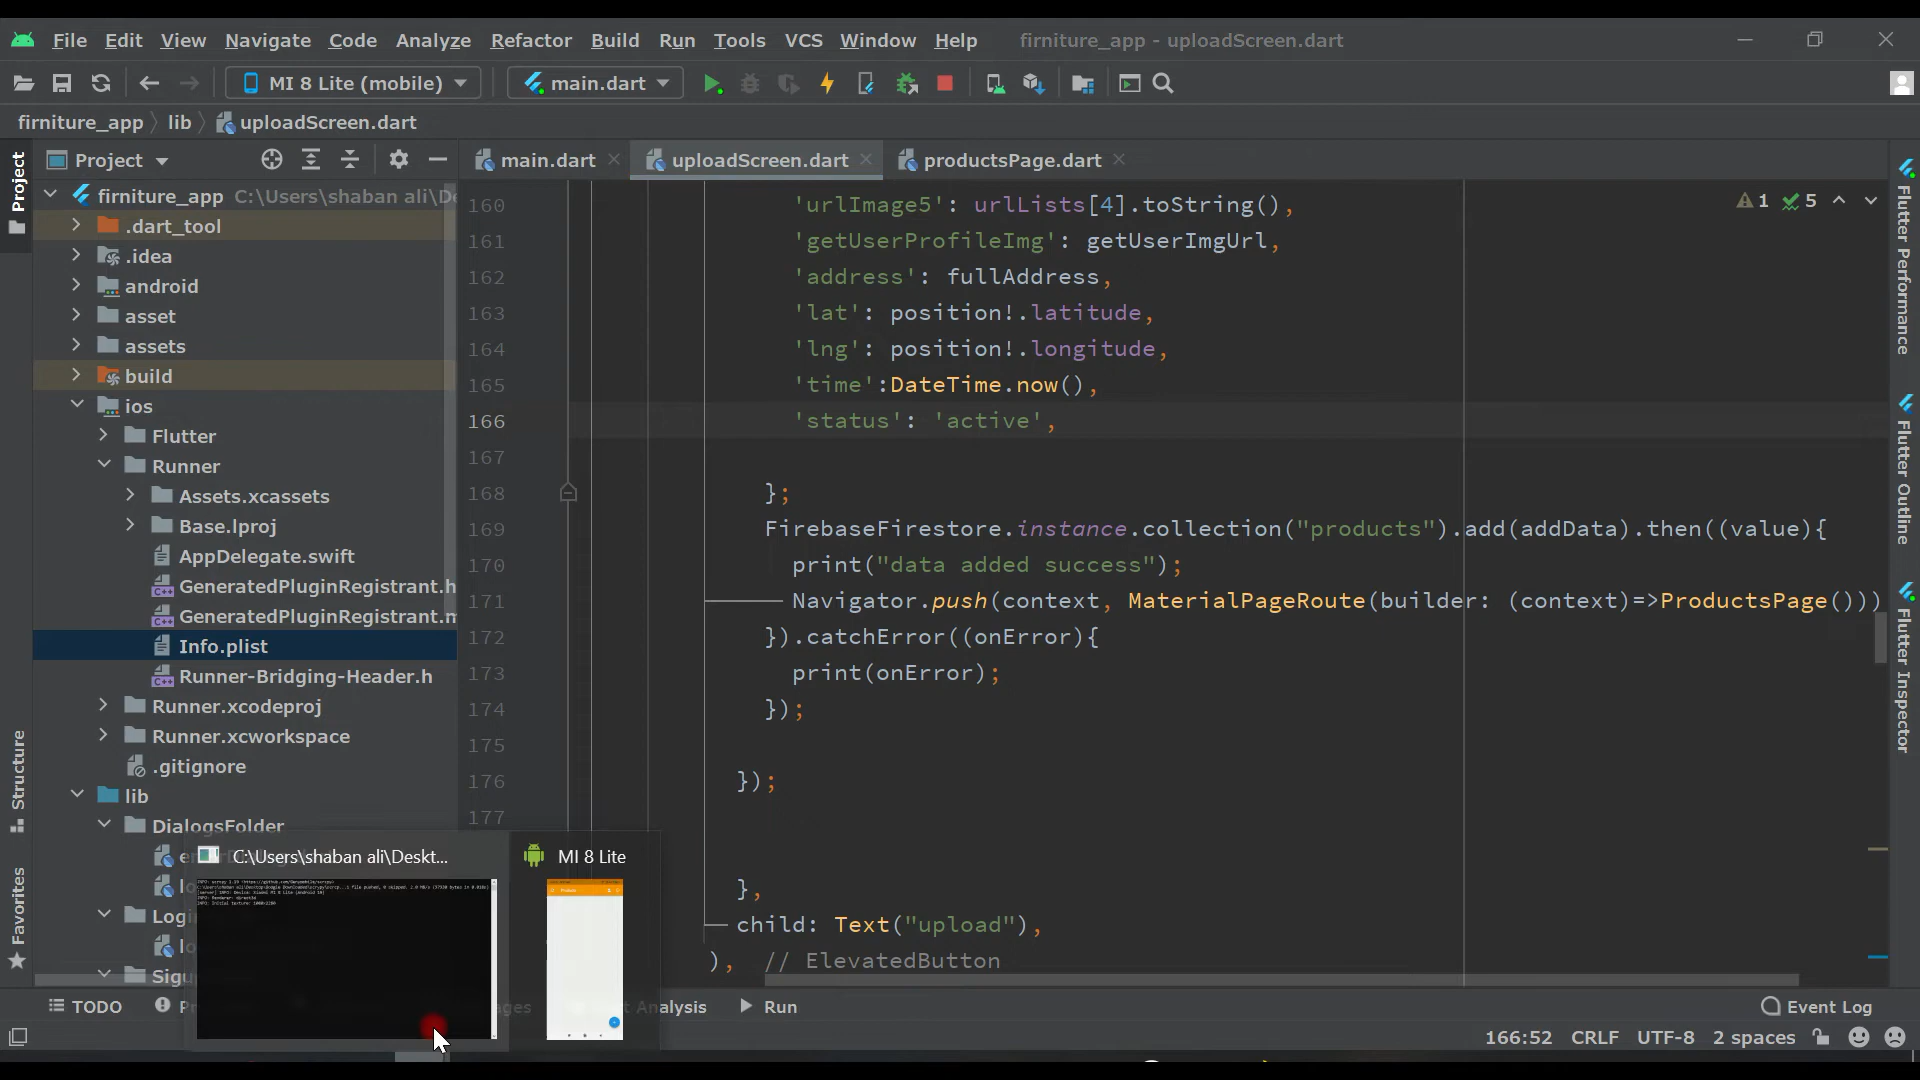 File Edit View Navigate Code Analyze Refactor Build Run Tools VCS Window Help firniture_app - uploadScreen.dart
MI 8 Lite (mobile) main.dart
firniture_app lib uploadScreen.dart
Project
Project
main.dart uploadScreen.dart productsPage.dart
firniture_app C:\Users\shaban ali\De
.dart_tool
.idea
android
asset
assets
build
ios
Flutter
Runner
Assets.xcassets
Base.lproj
AppDelegate.swift
GeneratedPluginRegistrant.h
GeneratedPluginRegistrant.m
Info.plist
Runner-Bridging-Header.h
Runner.xcodeproj
Runner.xcworkspace
.gitignore
lib
DialogsFolder
Structure
Favorites
1 5
160 'urlImage5': urlLists[4].toString(),
161 'getUserProfileImg': getUserImgUrl,
162 'address': fullAddress,
163 'lat': position!.latitude,
164 'lng': position!.longitude,
165 'time':DateTime.now(),
166 'status': 'active',
167
168 };
169 FirebaseFirestore.instance.collection("products").add(addData).then((value){
170 print("data added success");
171 Navigator.push(context, MaterialPageRoute(builder: (context)=>ProductsPage()))
172 }).catchError((onError){
173 print(onError);
174 });
175
176 });
177
},
child: Text("upload"),
), // ElevatedButton
Flutter Performance
Flutter Outline
Flutter Inspector
C:\Users\shaban ali\Deskt...
MI 8 Lite
Products
TODO Analysis Run Event Log
166:52 CRLF UTF-8 2 spaces